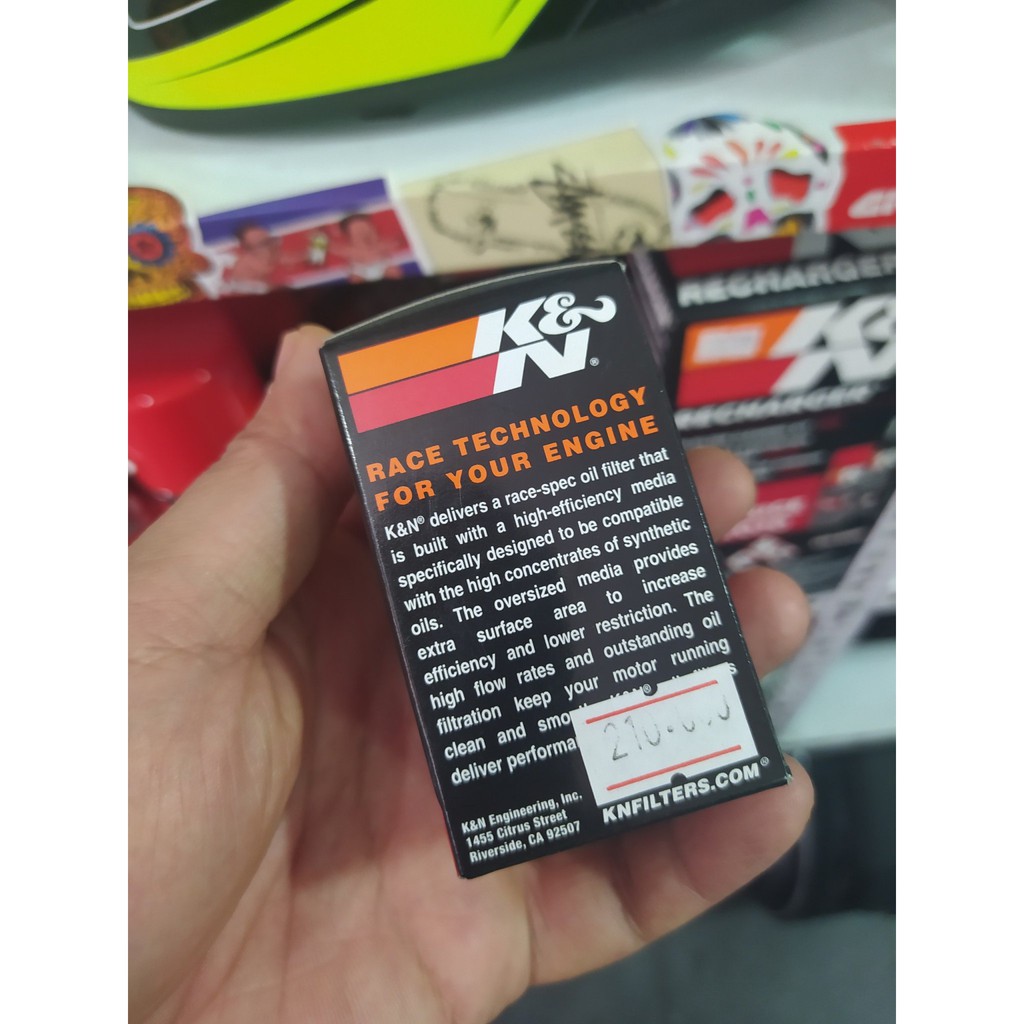 K&N®
RACE TECHNOLOGY
FOR YOUR ENGINE
K&N® delivers a race-spec oil filter that
is built with a high-efficiency media
specifically designed to be compatible
with the high concentrates of synthetic
oils. The oversized media provides
extra surface area to increase
efficiency and lower restriction. The
high flow rates and outstanding oil
filtration keep your motor running
clean and K&N®
deliver
K&N Engineering, Inc.
1455 Citrus Street
Riverside, CA 92507
KNFILTERS.COM®
RECHARGER
K&N
RECHARGER